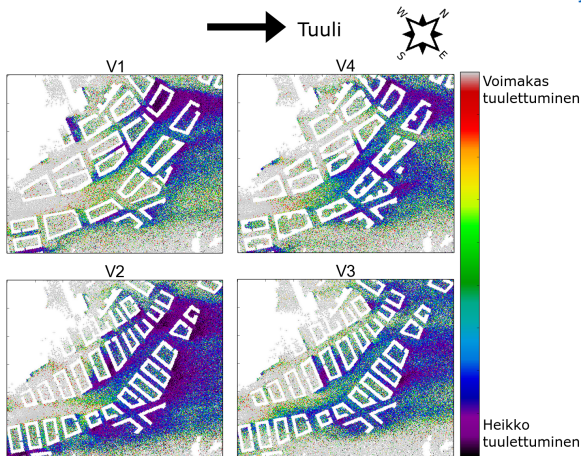 Tuuli
W
N
S
E
V1
V4
Voimakas
tuulettuminen
V2
V3
Heikko
tuulettuminen